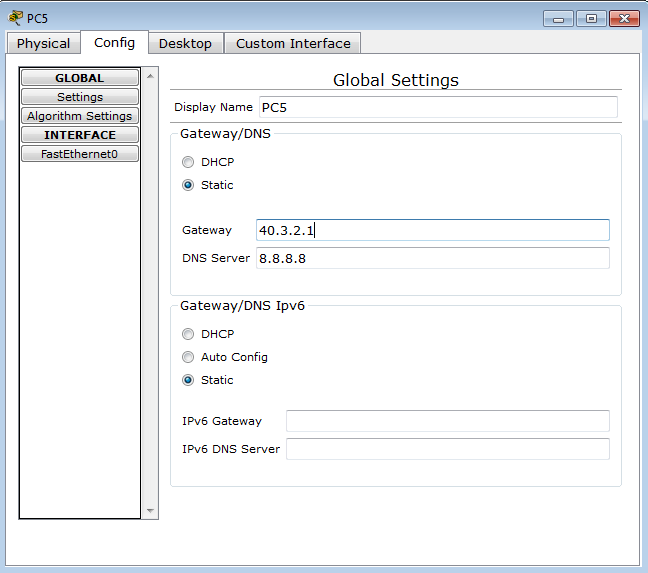 PC5
Physical Config Desktop Custom Interface
GLOBAL
Settings
Algorithm Settings
INTERFACE
FastEthernet0
Global Settings
Display Name PC5
Gateway/DNS
DHCP
Static
Gateway 40.3.2.1
DNS Server 8.8.8.8
Gateway/DNS Ipv6
DHCP
Auto Config
Static
IPv6 Gateway
IPv6 DNS Server